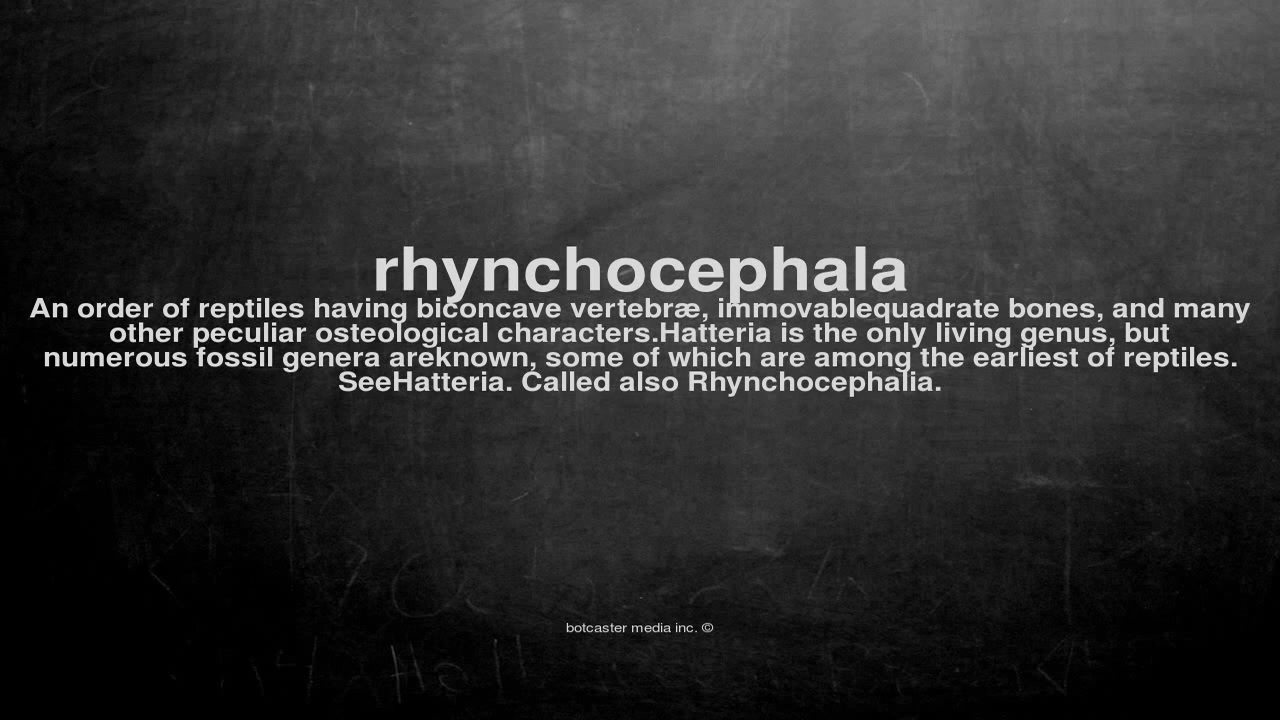 rhynchocephala
An order of reptiles having biconcave vertebræ, immovablequadrate bones, and many
other peculiar osteological characters.Hatteria is the only living genus, but
numerous fossil genera areknown, some of which are among the earliest of reptiles.
SeeHatteria. Called also Rhynchocephalia.
botcaster media inc. ©